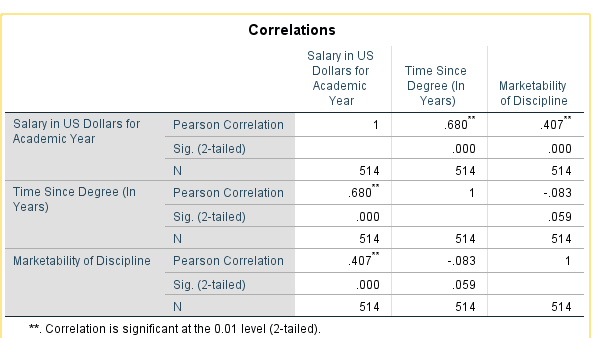 Correlations
Salary in US
Dollars for
Academic
Year
Time Since
Degree (In
Years)
Marketability
of Discipline
Salary in US Dollars for
Academic Year
Pearson Correlation 1 .680** .407**
Sig. (2-tailed) .000 .000
N 514 514 514
Time Since Degree (In
Years)
Pearson Correlation .680** 1 -.083
Sig. (2-tailed) .000 .059
N 514 514 514
Marketability of Discipline Pearson Correlation .407** -.083 1
Sig. (2-tailed) .000 .059
N 514 514 514
**. Correlation is significant at the 0.01 level (2-tailed).